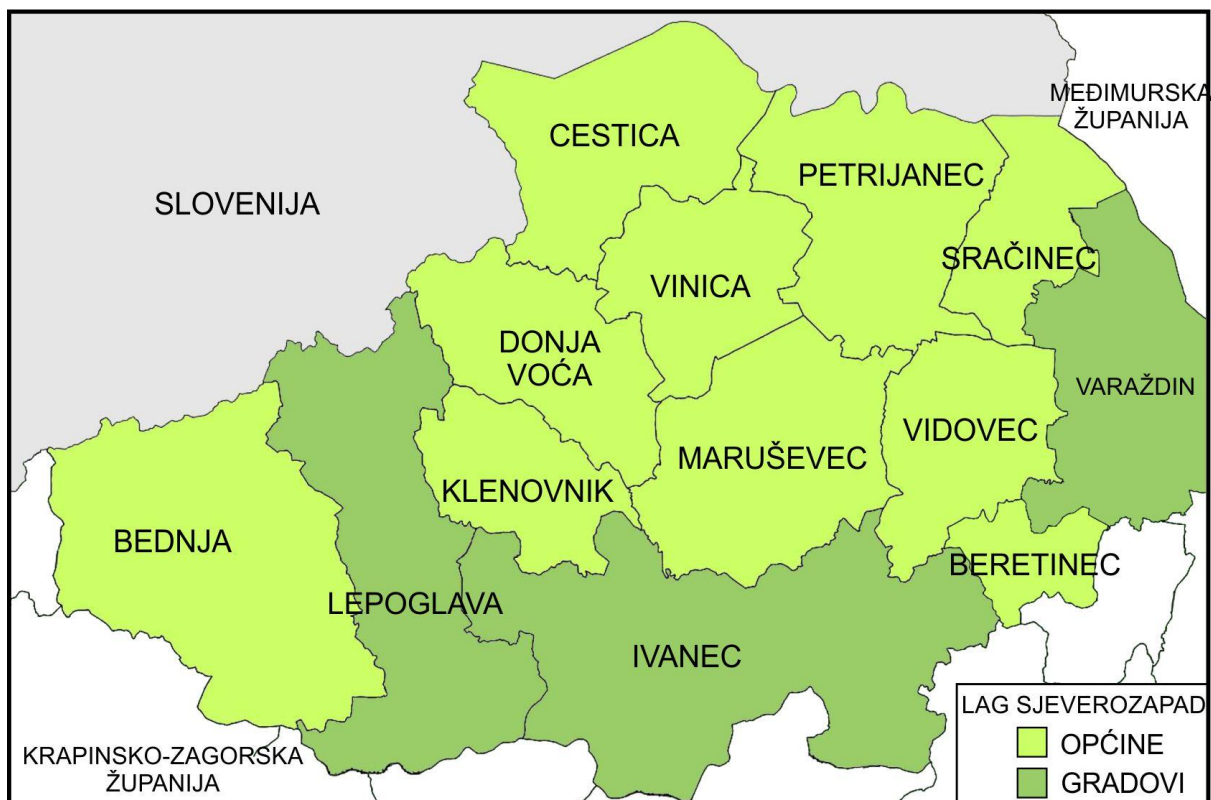 MEĐIMURSKA
ŽUPANIJA
CESTICA
PETRIJANEC
SLOVENIJA
SRAČINEC
VINICA
DONJA
VOĆA
VARAŽDIN
VIDOVEC
MARUŠEVEC
KLENOVNIK
BEDNJA
BERETINEC
LEPOGLAVA
IVANEC
LAG SJEVEROZAPAD
OPĆINE
GRADOVI
KRAPINSKO-ZAGORSKA
ŽUPANIJA